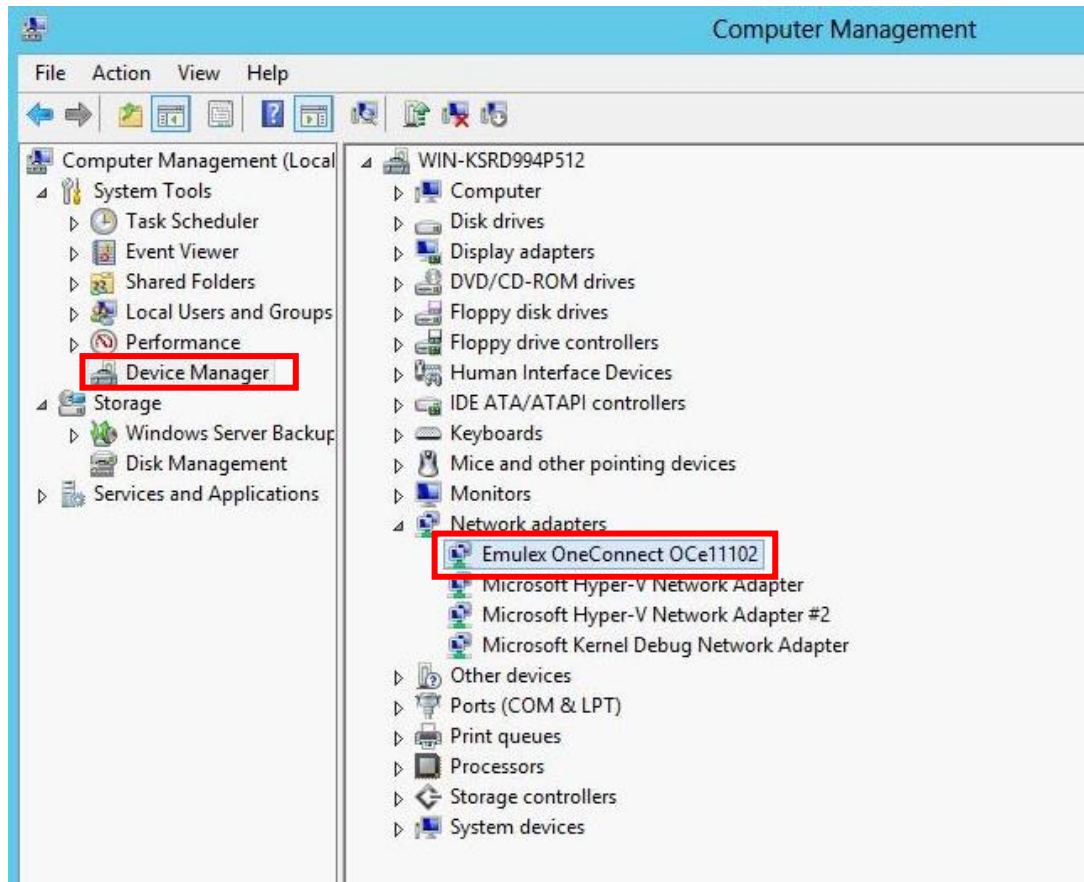 Computer Management
File Action View Help
Computer Management (Local
System Tools
Task Scheduler
Event Viewer
Shared Folders
Local Users and Groups
Performance
Device Manager
Storage
Windows Server Backup
Disk Management
Services and Applications
WIN-KSRD994P512
Computer
Disk drives
Display adapters
DVD/CD-ROM drives
Floppy disk drives
Floppy drive controllers
Human Interface Devices
IDE ATA/ATAPI controllers
Keyboards
Mice and other pointing devices
Monitors
Network adapters
Emulex OneConnect OCe11102
Microsoft Hyper-V Network Adapter
Microsoft Hyper-V Network Adapter #2
Microsoft Kernel Debug Network Adapter
Other devices
Ports (COM & LPT)
Print queues
Processors
Storage controllers
System devices